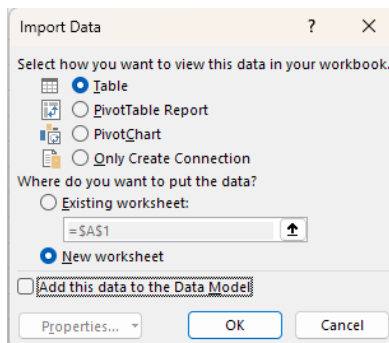 Import Data ?
Select how you want to view this data in your workbook.
Table
PivotTable Report
PivotChart
Only Create Connection
Where do you want to put the data?
Existing worksheet:
=$A$1
New worksheet
Add this data to the Data Model
Properties...
OK Cancel